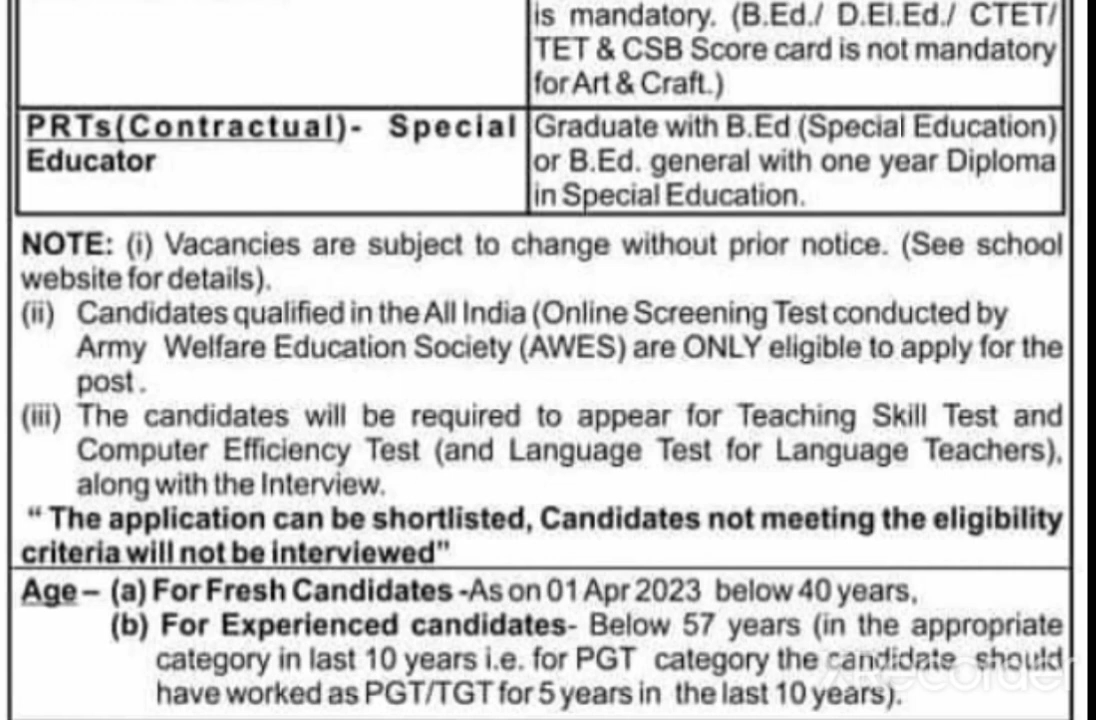 is mandatory. (B.Ed./ D.El.Ed./ CTET/
TET & CSB Score card is not mandatory
for Art & Craft.)
PRTs(Contractual)- Special
Educator
Graduate with B.Ed (Special Education)
or B.Ed. general with one year Diploma
in Special Education.
NOTE: (i) Vacancies are subject to change without prior notice. (See school
website for details).
(ii) Candidates qualified in the All India (Online Screening Test conducted by
Army Welfare Education Society (AWES) are ONLY eligible to apply for the
post.
(iii) The candidates will be required to appear for Teaching Skill Test and
Computer Efficiency Test (and Language Test for Language Teachers),
along with the Interview.
“ The application can be shortlisted, Candidates not meeting the eligibility
criteria will not be interviewed”
Age – (a) For Fresh Candidates -As on 01 Apr 2023 below 40 years,
(b) For Experienced candidates- Below 57 years (in the appropriate
category in last 10 years i.e. for PGT category the candidate should
have worked as PGT/TGT for 5 years in the last 10 years).
XRecorder